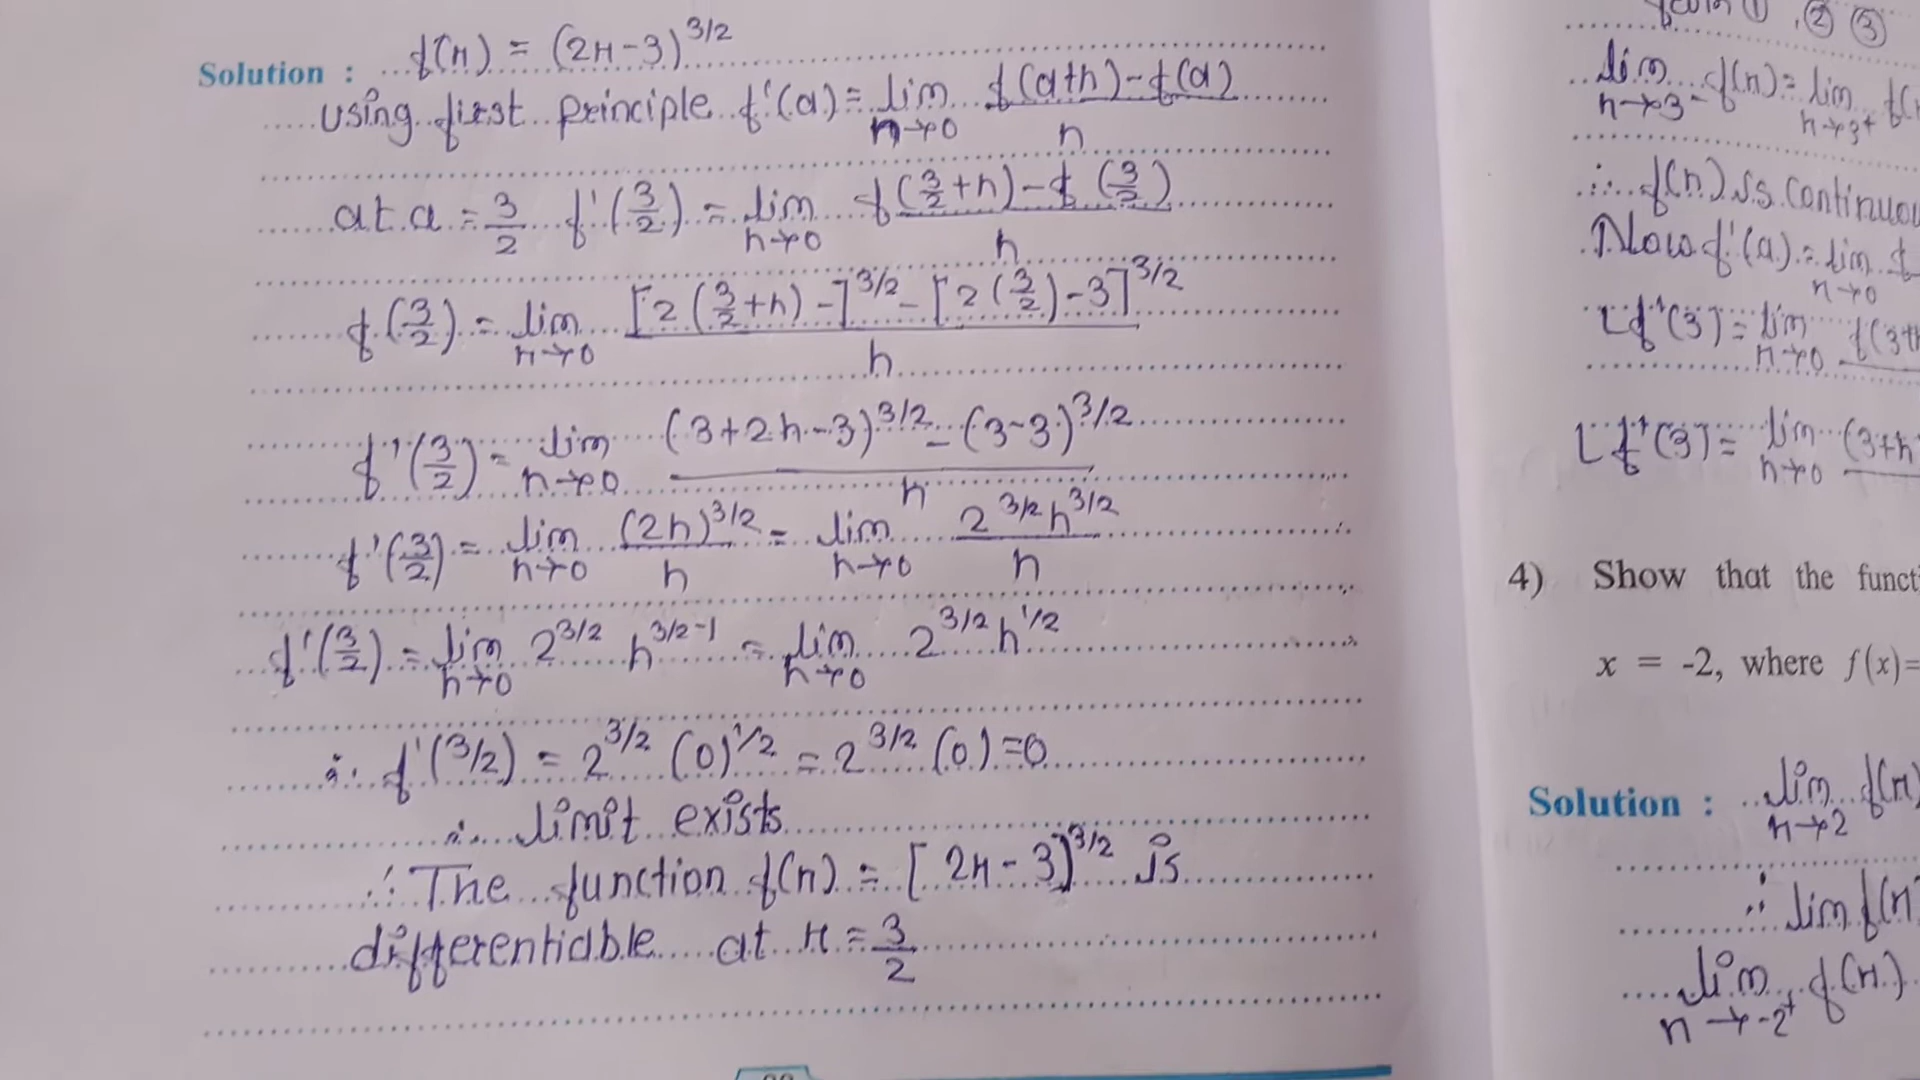 Solution : f(x) = (2x-3)^3/2
using first principle f'(a) = lim h→0 f(a+h)-f(a) / h
at a = 3/2 f'(3/2) = lim h→0 f(3/2+h)-f(3/2) / h
f(3/2) = lim h→0 [2(3/2+h)-]^3/2 - [2(3/2)-3]^3/2 / h
f'(3/2) = lim h→0 (3+2h-3)^3/2 - (3-3)^3/2 / h
f'(3/2) = lim h→0 (2h)^3/2 / h = lim h→0 2^3/2 h^3/2 / h
f'(3/2) = lim h→0 2^3/2 h^3/2-1 = lim h→0 2^3/2 h^1/2
∴ f'(3/2) = 2^3/2 (0)^1/2 = 2^3/2 (0) = 0
∴ limit exists
∴ The function f(x) = [2x-3]^3/2 is
differentiable at x = 3/2
① , ② ③
lim x→3- f(x) = lim x→3+
∴ f(x) is continuou
Now f'(a) = lim h→0
Lf'(3) = lim h→0 f(3+h
Lf'(3) = lim h→0 (3+h
4) Show that the funct
x = -2, where f(x)=
Solution : lim x→2 f(x)
∴ lim f(x)
lim x→-2+ f(x)